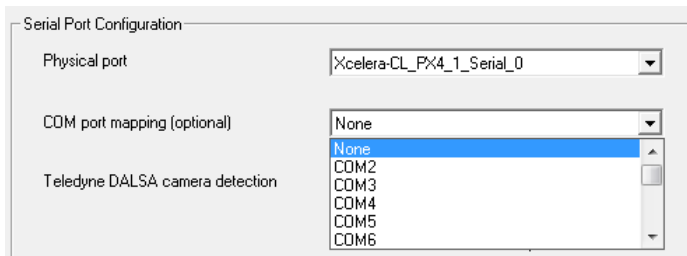 Serial Port Configuration
Physical port
Xcelera-CL_PX4_1_Serial_0
COM port mapping (optional)
None
None
COM2
Teledyne DALSA camera detection
COM3
COM4
COM5
COM6